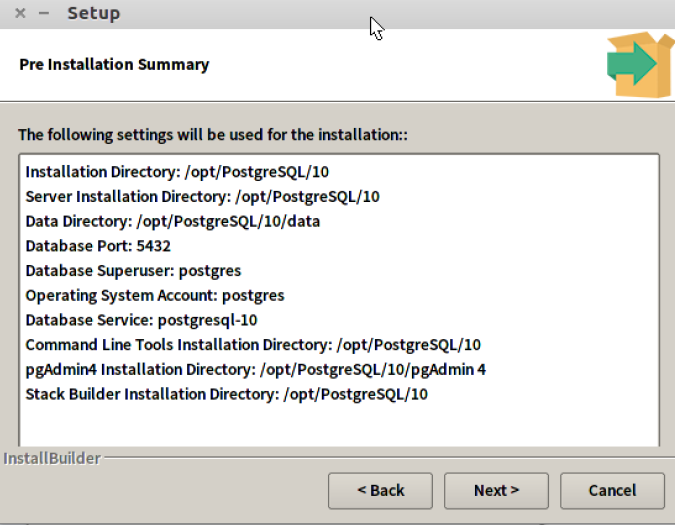 Setup
Pre Installation Summary
The following settings will be used for the installation::
Installation Directory: /opt/PostgreSQL/10
Server Installation Directory: /opt/PostgreSQL/10
Data Directory: /opt/PostgreSQL/10/data
Database Port: 5432
Database Superuser: postgres
Operating System Account: postgres
Database Service: postgresql-10
Command Line Tools Installation Directory: /opt/PostgreSQL/10
pgAdmin4 Installation Directory: /opt/PostgreSQL/10/pgAdmin 4
Stack Builder Installation Directory: /opt/PostgreSQL/10
InstallBuilder
< Back Next > Cancel